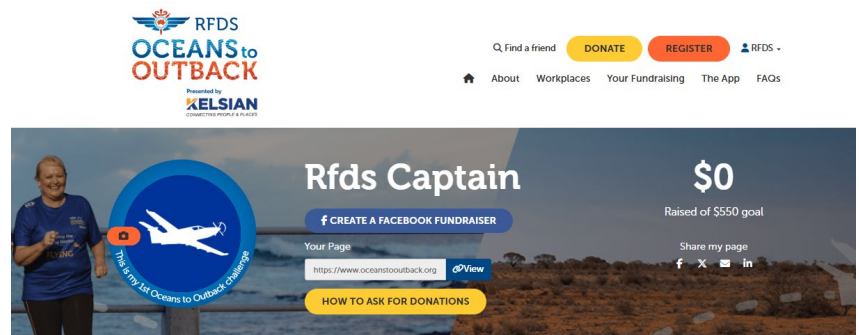 RFDS
OCEANS to
OUTBACK
Presented by
KELSIAN
CONNECTING PEOPLE & PLACES
Find a friend
DONATE
REGISTER
RFDS
About
Workplaces
Your Fundraising
The App
FAQs
Rfds Captain
f CREATE A FACEBOOK FUNDRAISER
Your Page
https://www.oceanstooutback.org
View
HOW TO ASK FOR DONATIONS
$0
Raised of $550 goal
Share my page
This is my 1st Oceans to Outback challenge
FLYING